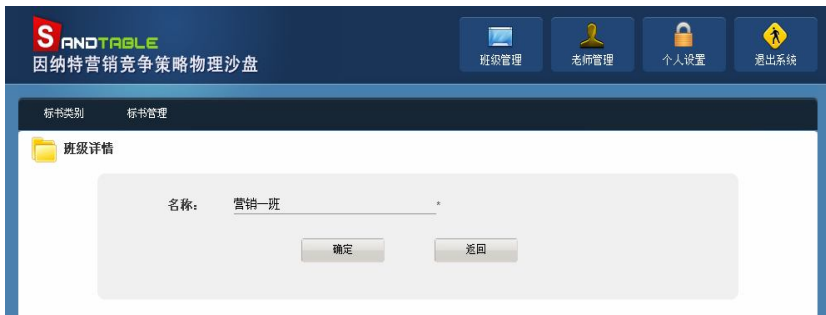 SANDTABLE
因纳特营销竞争策略物理沙盘
班级管理 老师管理 个人设置 退出系统
标书类别 标书管理
班级详情
名称： 营销一班 *
确定 返回